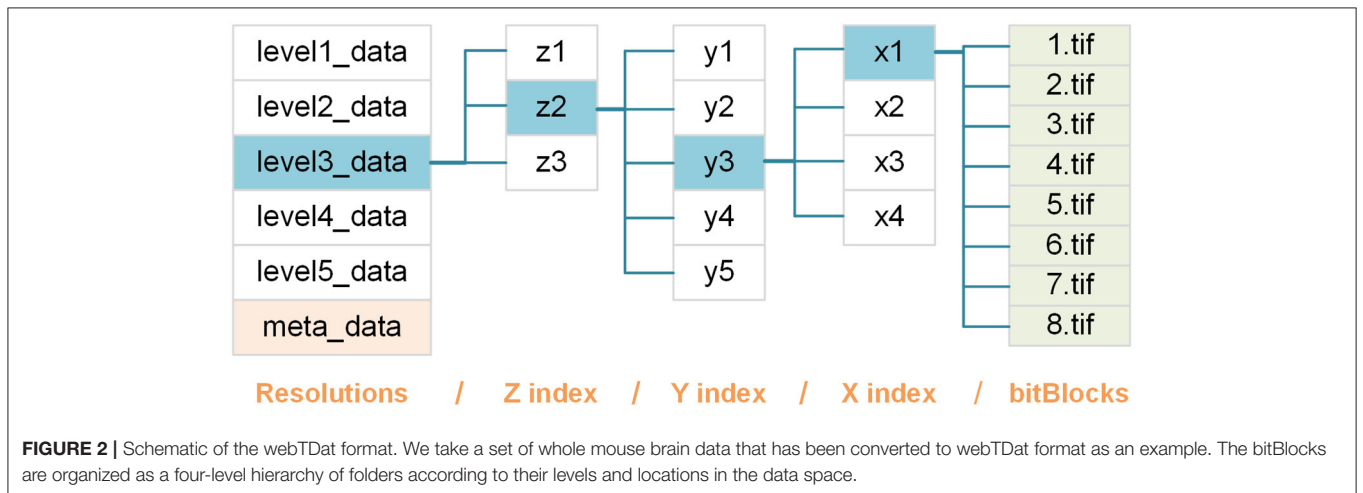 level1_data
level2_data
level3_data
level4_data
level5_data
meta_data
z1
z2
z3
y1
y2
y3
y4
y5
x1
x2
x3
x4
1.tif
2.tif
3.tif
4.tif
5.tif
6.tif
7.tif
8.tif
Resolutions / Z index / Y index / X index / bitBlocks
FIGURE 2 | Schematic of the webTDat format. We take a set of whole mouse brain data that has been converted to webTDat format as an example. The bitBlocks
are organized as a four-level hierarchy of folders according to their levels and locations in the data space.